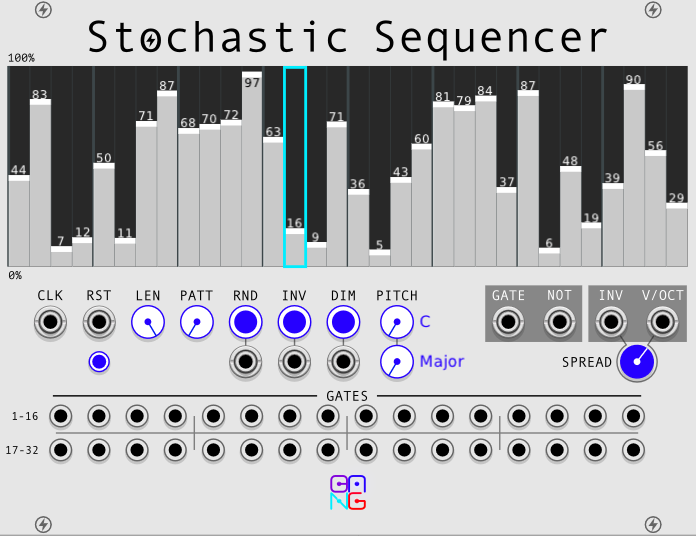 Stochastic Sequencer
100%
44 83 7 12 50 11 71 87 68 70 72 97 63 16 9 71 36 5 43 60 81 79 84 37 87 6 48 19 39 90 56 29
0%
CLK RST LEN PATT RND INV DIM PITCH GATE NOT INV V/OCT
C
Major
SPREAD
GATES
1-16
17-32
CANG